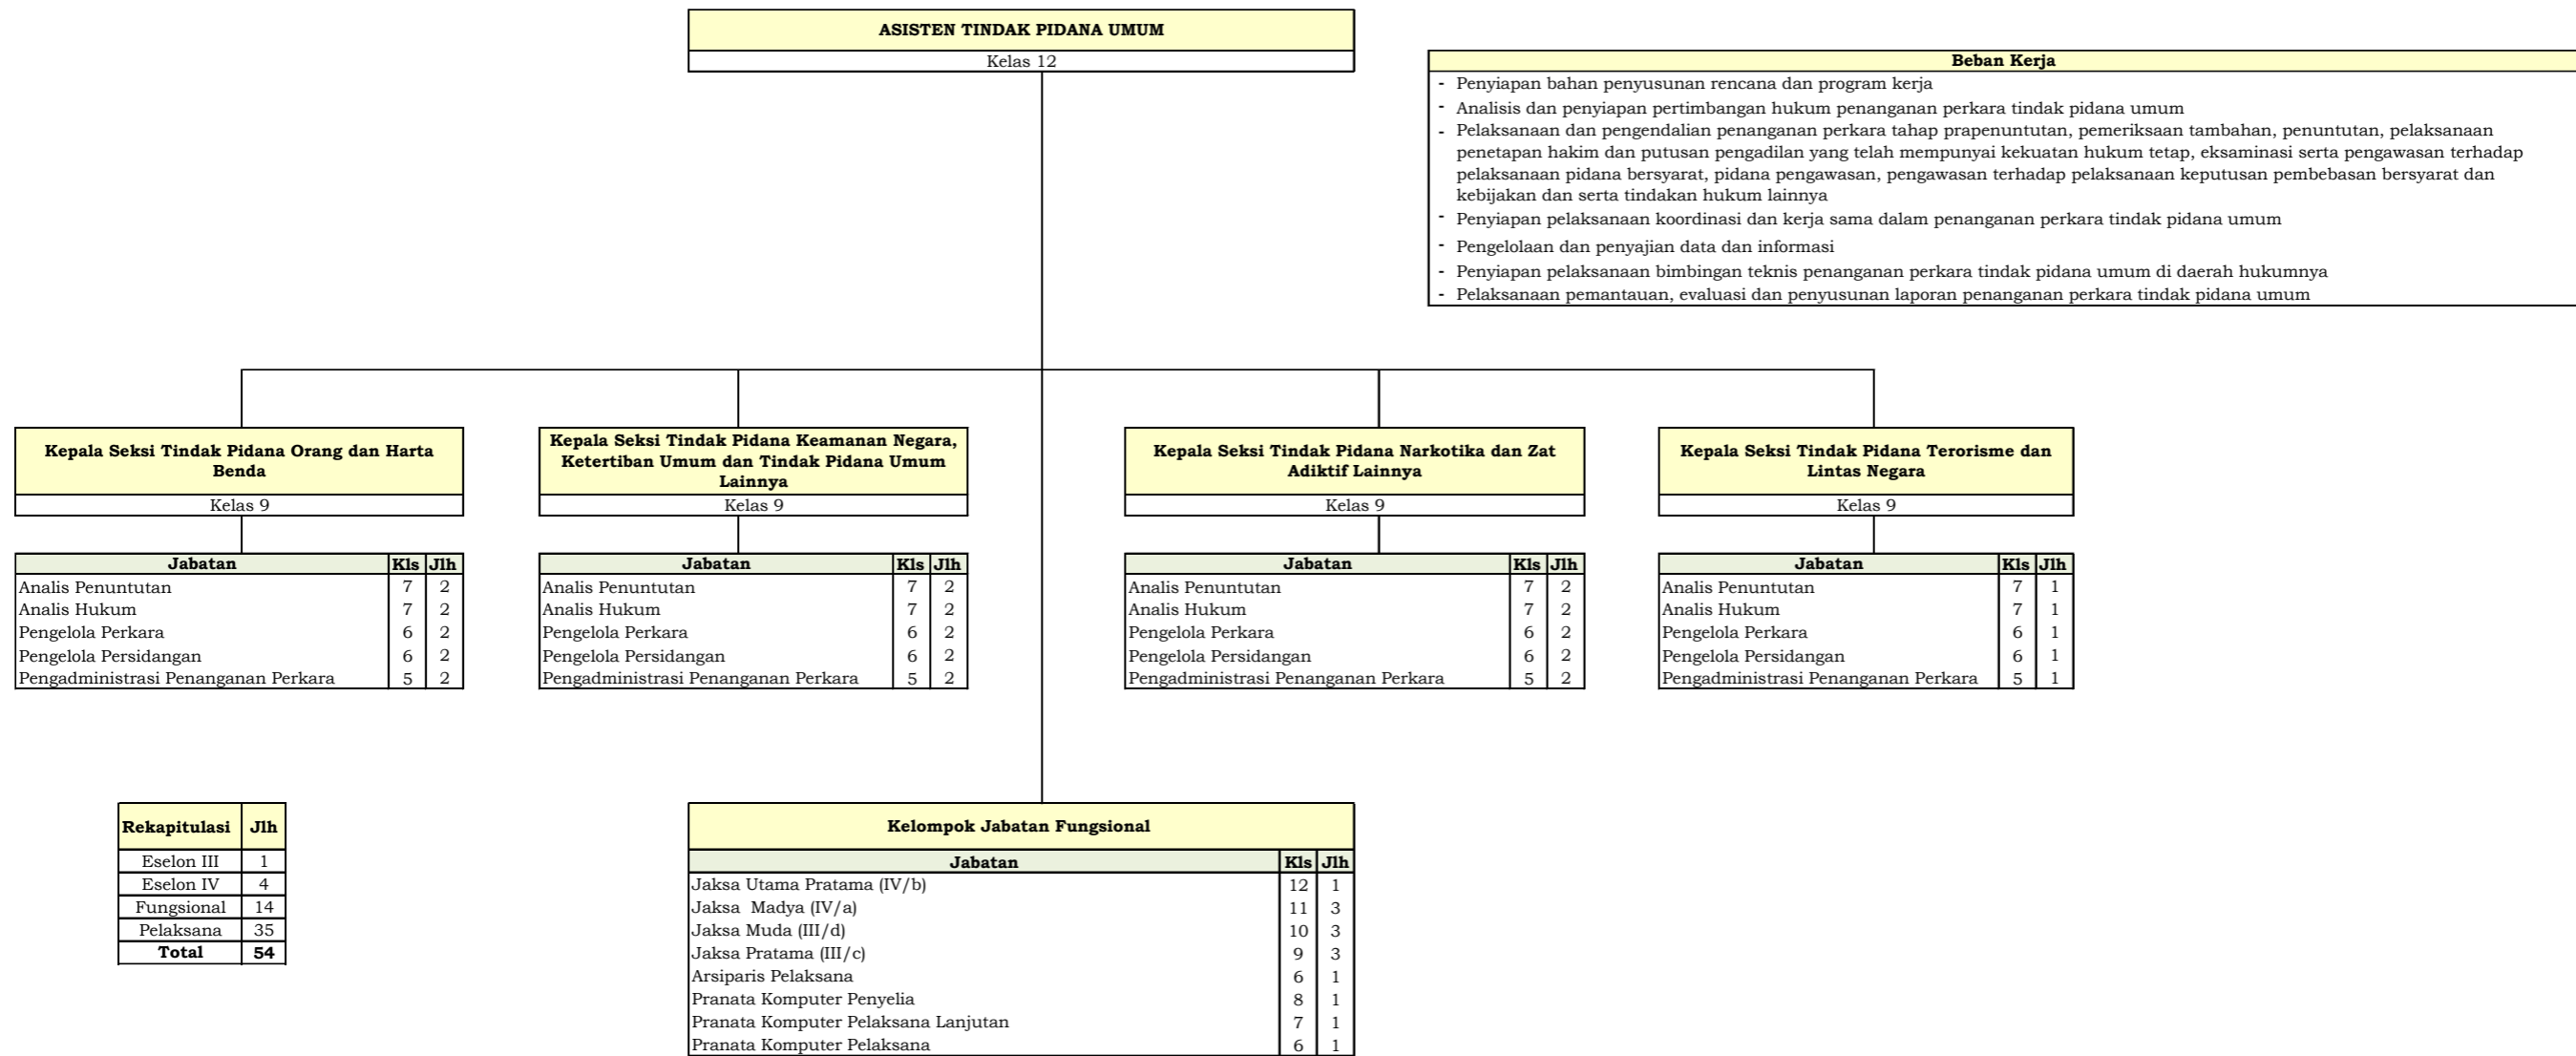 ASISTEN TINDAK PIDANA UMUM
Kelas 12
Beban Kerja
- Penyiapan bahan penyusunan rencana dan program kerja
- Analisis dan penyiapan pertimbangan hukum penanganan perkara tindak pidana umum
- Pelaksanaan dan pengendalian penanganan perkara tahap prapenuntutan, pemeriksaan tambahan, penuntutan, pelaksanaan
penetapan hakim dan putusan pengadilan yang telah mempunyai kekuatan hukum tetap, eksaminasi serta pengawasan terhadap
pelaksanaan pidana bersyarat, pidana pengawasan, pengawasan terhadap pelaksanaan keputusan pembebasan bersyarat dan
kebijakan dan serta tindakan hukum lainnya
- Penyiapan pelaksanaan koordinasi dan kerja sama dalam penanganan perkara tindak pidana umum
- Pengelolaan dan penyajian data dan informasi
- Penyiapan pelaksanaan bimbingan teknis penanganan perkara tindak pidana umum di daerah hukumnya
- Pelaksanaan pemantauan, evaluasi dan penyusunan laporan penanganan perkara tindak pidana umum
Kepala Seksi Tindak Pidana Orang dan Harta
Benda
Kelas 9
Jabatan Kls Jlh
Analis Penuntutan 7 2
Analis Hukum 7 2
Pengelola Perkara 6 2
Pengelola Persidangan 6 2
Pengadministrasi Penanganan Perkara 5 2
Kepala Seksi Tindak Pidana Keamanan Negara,
Ketertiban Umum dan Tindak Pidana Umum
Lainnya
Kelas 9
Jabatan Kls Jlh
Analis Penuntutan 7 2
Analis Hukum 7 2
Pengelola Perkara 6 2
Pengelola Persidangan 6 2
Pengadministrasi Penanganan Perkara 5 2
Kepala Seksi Tindak Pidana Narkotika dan Zat
Adiktif Lainnya
Kelas 9
Jabatan Kls Jlh
Analis Penuntutan 7 2
Analis Hukum 7 2
Pengelola Perkara 6 2
Pengelola Persidangan 6 2
Pengadministrasi Penanganan Perkara 5 2
Kepala Seksi Tindak Pidana Terorisme dan
Lintas Negara
Kelas 9
Jabatan Kls Jlh
Analis Penuntutan 7 1
Analis Hukum 7 1
Pengelola Perkara 6 1
Pengelola Persidangan 6 1
Pengadministrasi Penanganan Perkara 5 1
Rekapitulasi Jlh
Eselon III 1
Eselon IV 4
Fungsional 14
Pelaksana 35
Total 54
Kelompok Jabatan Fungsional
Jabatan Kls Jlh
Jaksa Utama Pratama (IV/b) 12 1
Jaksa Madya (IV/a) 11 3
Jaksa Muda (III/d) 10 3
Jaksa Pratama (III/c) 9 3
Arsiparis Pelaksana 6 1
Pranata Komputer Penyelia 8 1
Pranata Komputer Pelaksana Lanjutan 7 1
Pranata Komputer Pelaksana 6 1